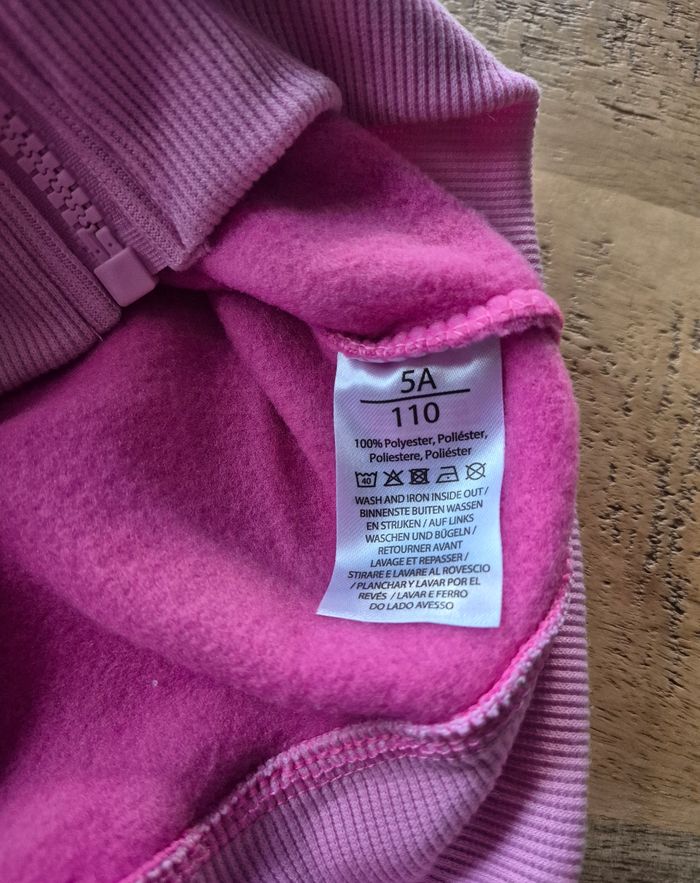 5A
110
100% Polyester, Poliéster,
Poliestere, Poliéster
40
WASH AND IRON INSIDE OUT /
BINNENSTE BUITEN WASSEN
EN STRIJKEN / AUF LINKS
WASCHEN UND BÜGELN /
RETOURNER AVANT
LAVAGE ET REPASSER /
STIRARE E LAVARE AL ROVESCIO
/ PLANCHAR Y LAVAR POR EL
REVÉS / LAVAR E FERRO
DO LADO AVESSO